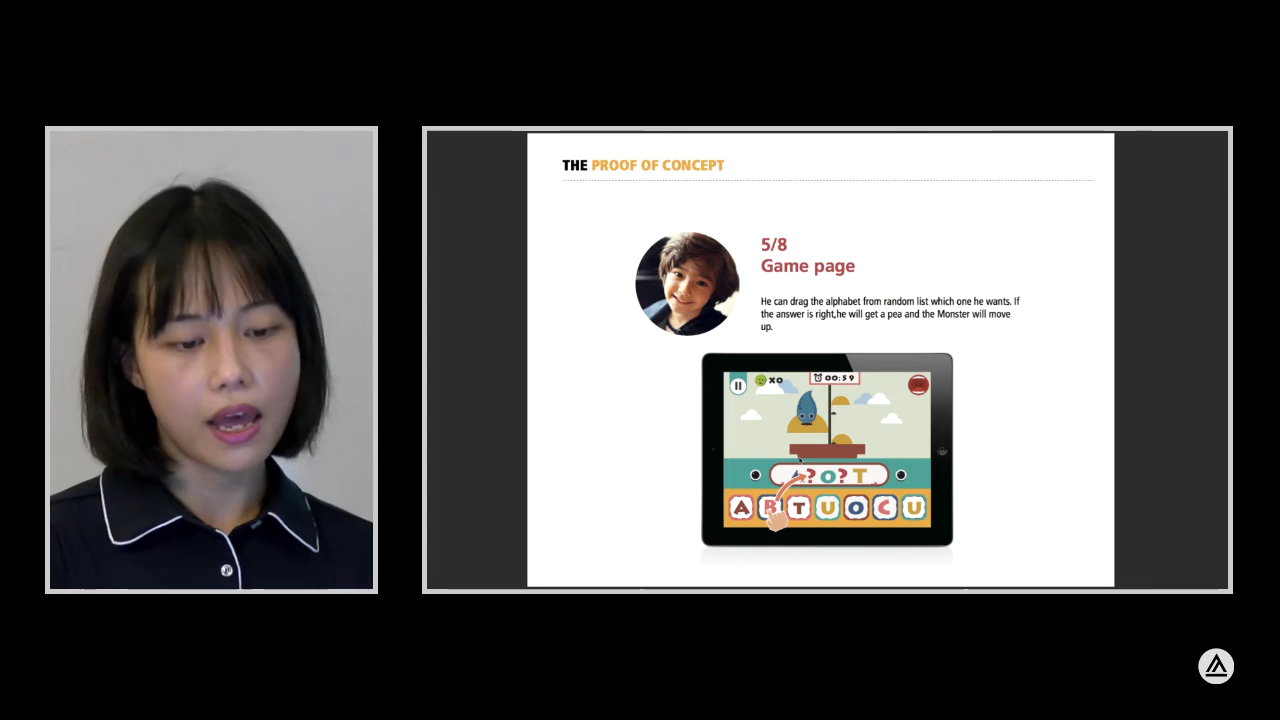 THE PROOF OF CONCEPT
5/8
Game page
He can drag the alphabet from random list which one he wants. If
the answer is right,he will get a pea and the Monster will move
up.
X0
00:59
A?O?T
A B T U O C U